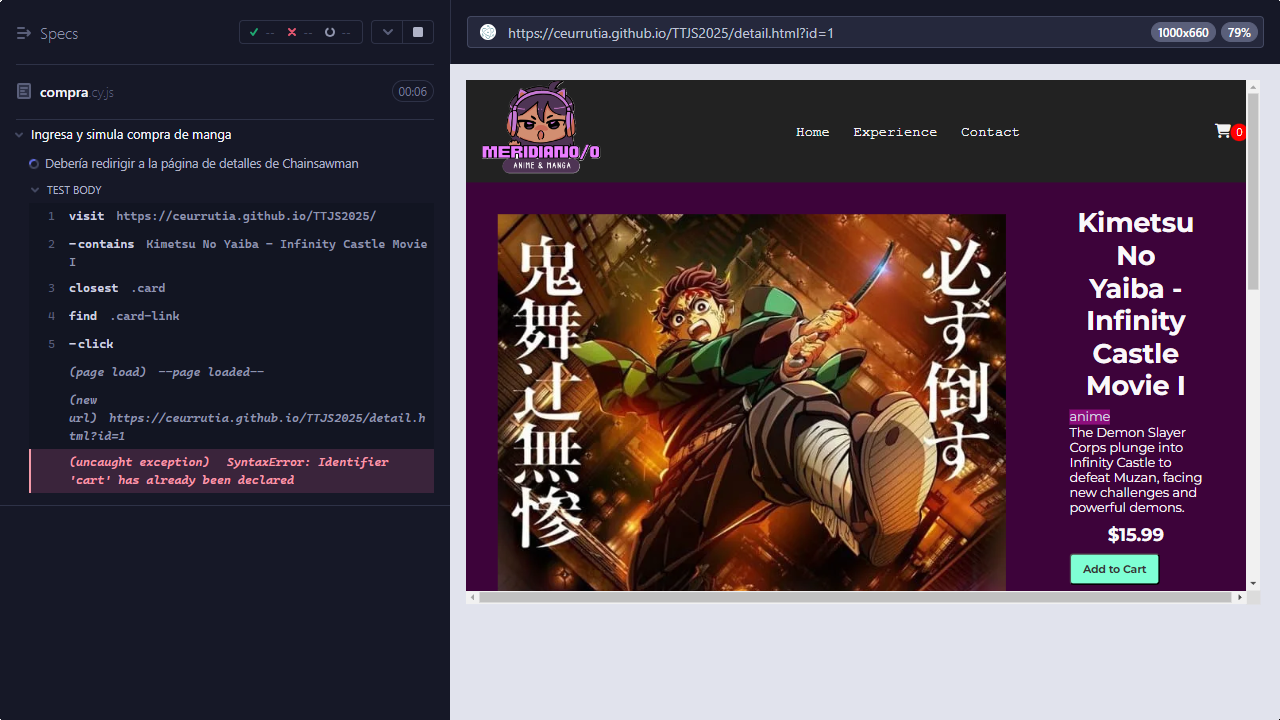 Specs
-- -- --
https://ceurrutia.github.io/TTJS2025/detail.html?id=1
1000x660
79%
compra.cy.js
00:06
Ingresa y simula compra de manga
Debería redirigir a la página de detalles de Chainsawman
TEST BODY
1 visit https://ceurrutia.github.io/TTJS2025/
2 -contains Kimetsu No Yaiba - Infinity Castle Movie
I
3 closest .card
4 find .card-link
5 -click
(page load) --page loaded--
(new
url) https://ceurrutia.github.io/TTJS2025/detail.h
tml?id=1
(uncaught exception) SyntaxError: Identifier
'cart' has already been declared
MERIDIANO/0
ANIME & MANGA
Home Experience Contact
0
鬼舞辻無惨
必ず倒す
Kimetsu
No
Yaiba -
Infinity
Castle
Movie I
anime
The Demon Slayer
Corps plunge into
Infinity Castle to
defeat Muzan, facing
new challenges and
powerful demons.
$15.99
Add to Cart